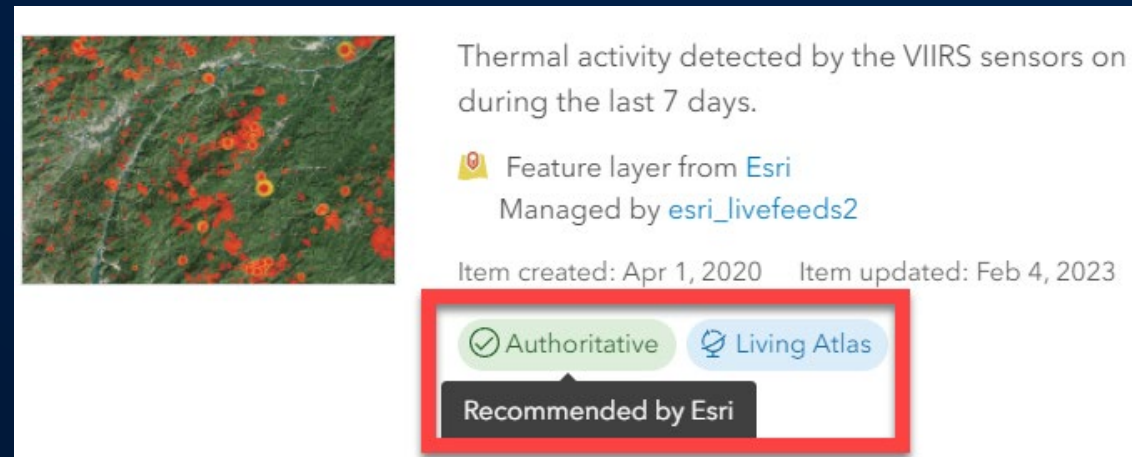 Thermal activity detected by the VIIRS sensors on
during the last 7 days.
Feature layer from Esri
Managed by esri_livefeeds2
Item created: Apr 1, 2020 Item updated: Feb 4, 2023
Authoritative Living Atlas
Recommended by Esri